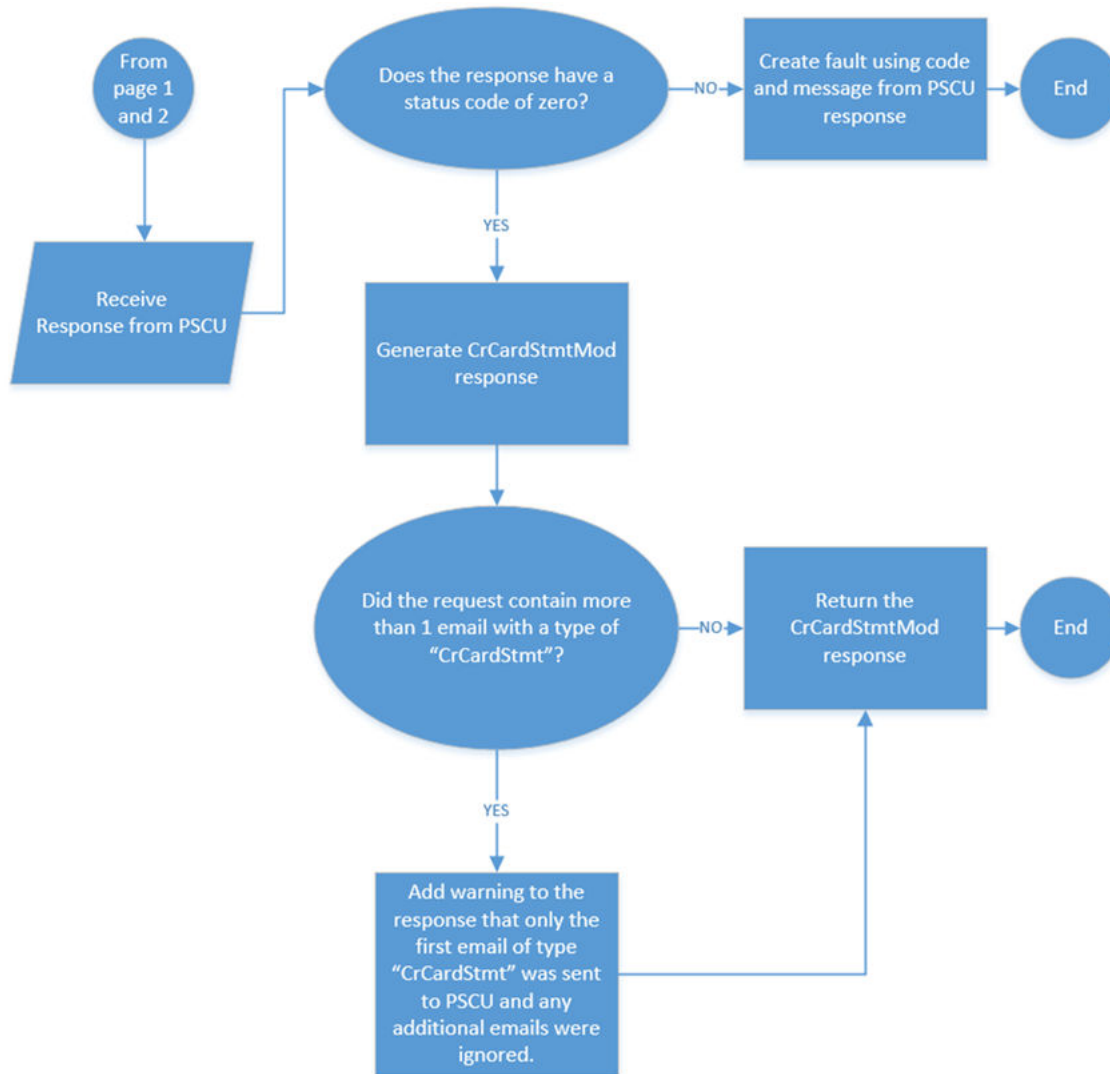 From
page 1
and 2
Receive
Response from PSCU
Does the response have a
status code of zero?
NO
Create fault using code
and message from PSCU
response
End
YES
Generate CrCardStmtMod
response
Did the request contain more
than 1 email with a type of
“CrCardStmt”?
NO
Return the
CrCardStmtMod
response
End
YES
Add warning to the
response that only the
first email of type
“CrCardStmt” was sent
to PSCU and any
additional emails were
ignored.